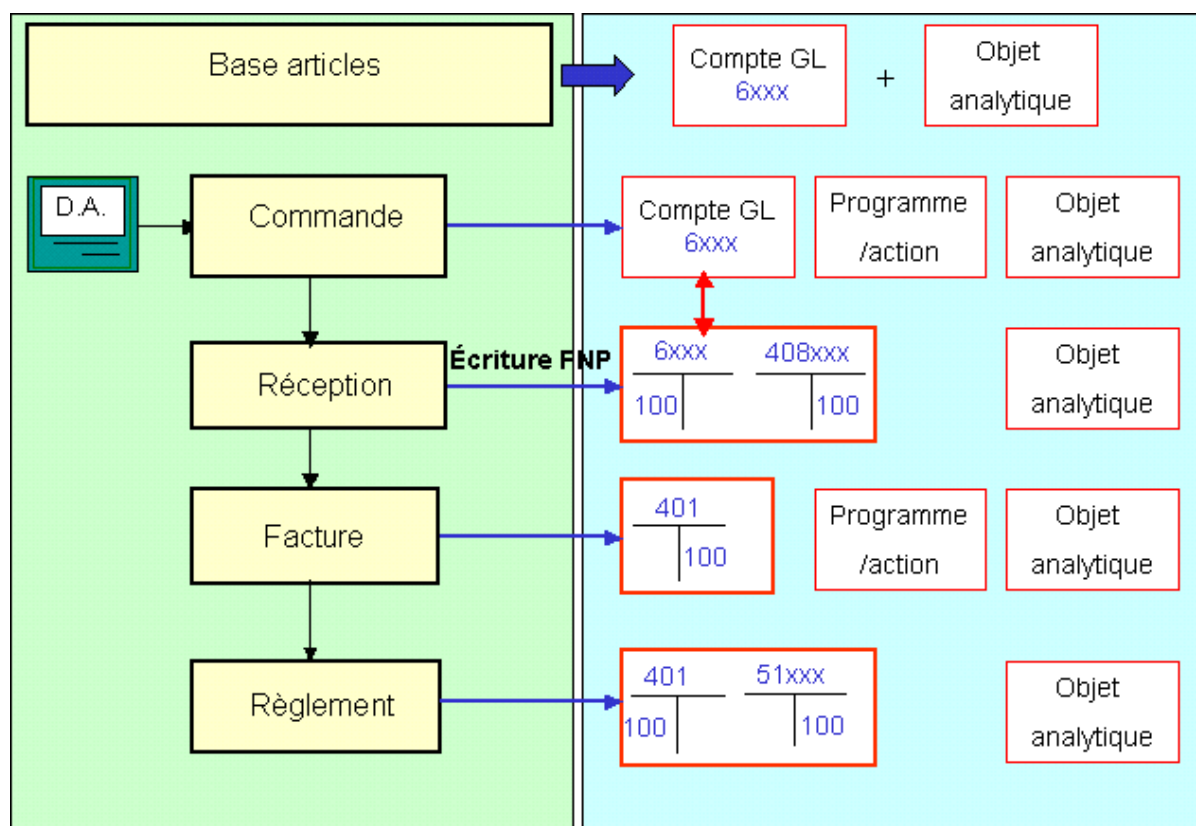 Base articles
Compte GL
6xxx
+
Objet
analytique
D.A.
Commande
Compte GL
6xxx
Programme
/action
Objet
analytique
Réception
Écriture FNP
6xxx
408xxx
100
100
Objet
analytique
Facture
401
100
Programme
/action
Objet
analytique
Règlement
401
51xxx
100
100
Objet
analytique